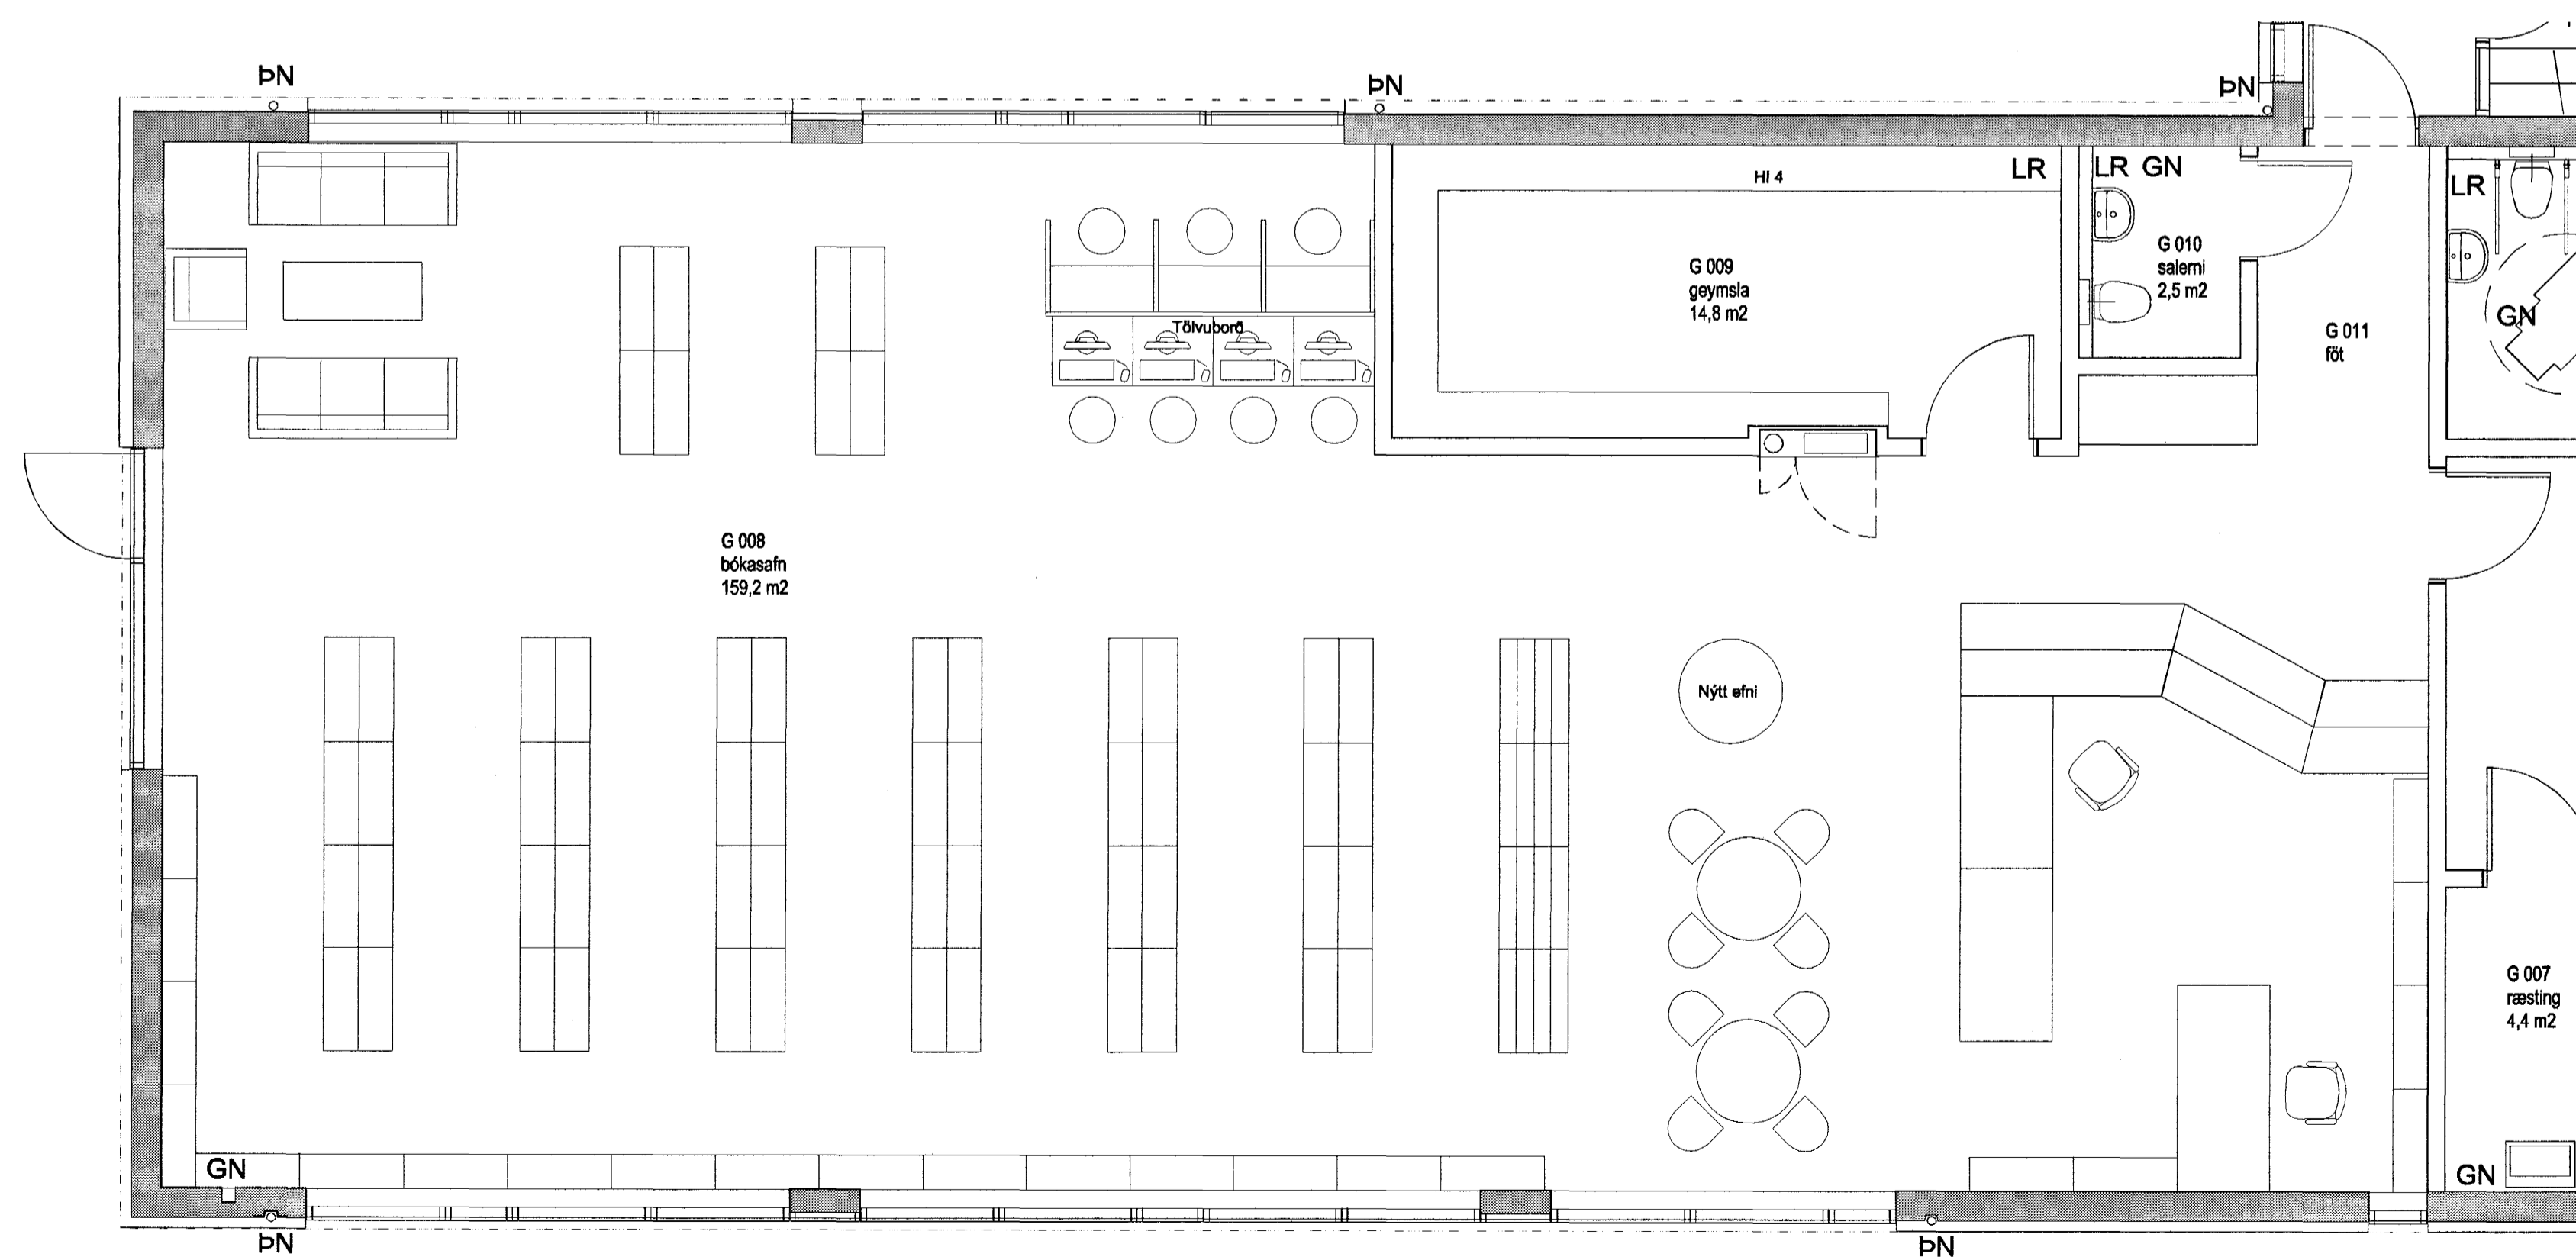 ÞN
ÞN
ÞN
HI 4
LR
LR GN
LR
G 010
salerni
2,5 m2
G 009
geymsla
14,8 m2
GN
Tölvuborð
G 011
föt
G 008
bókasafn
159,2 m2
Nýtt efni
G 007
ræsting
4,4 m2
GN
GN
ÞN
ÞN